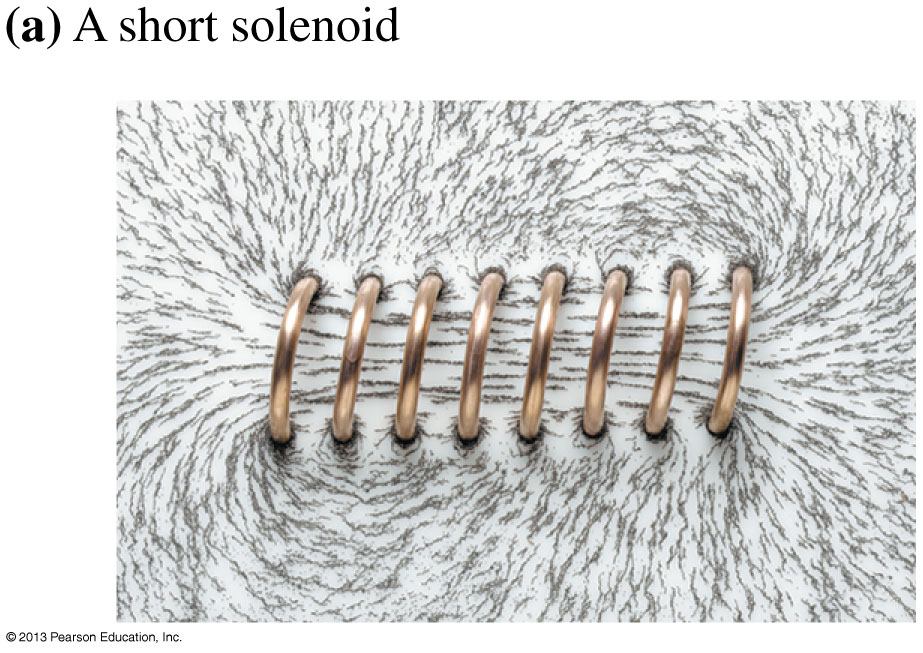 (a) A short solenoid
© 2013 Pearson Education, Inc.